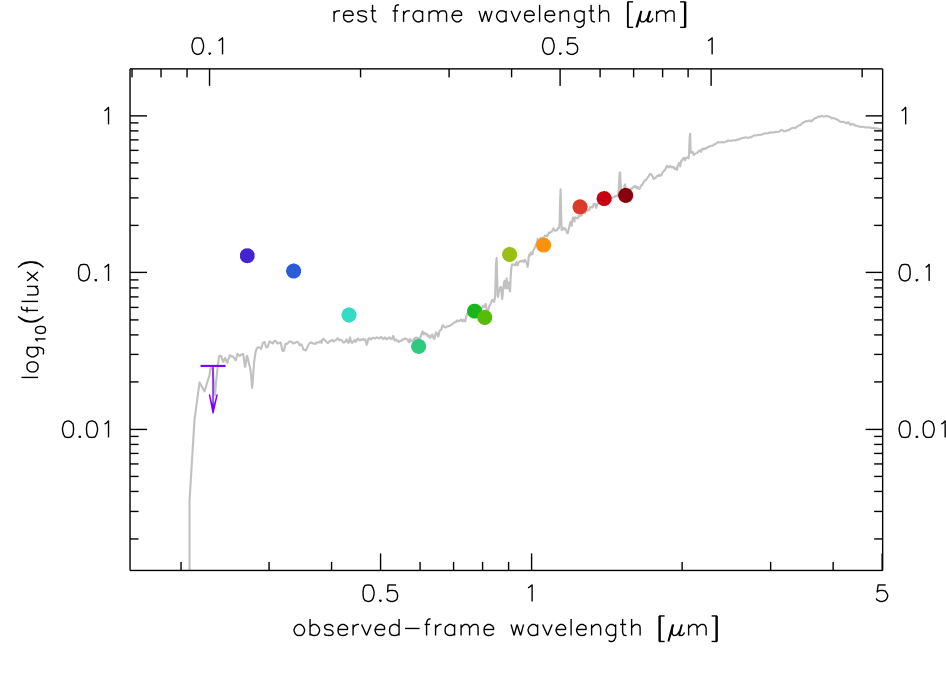 rest frame wavelength [μm]
0.1 0.5 1
1 1
0.1 0.1
0.01 0.01
log10(flux)
0.5 1 5
observed-frame wavelength [μm]